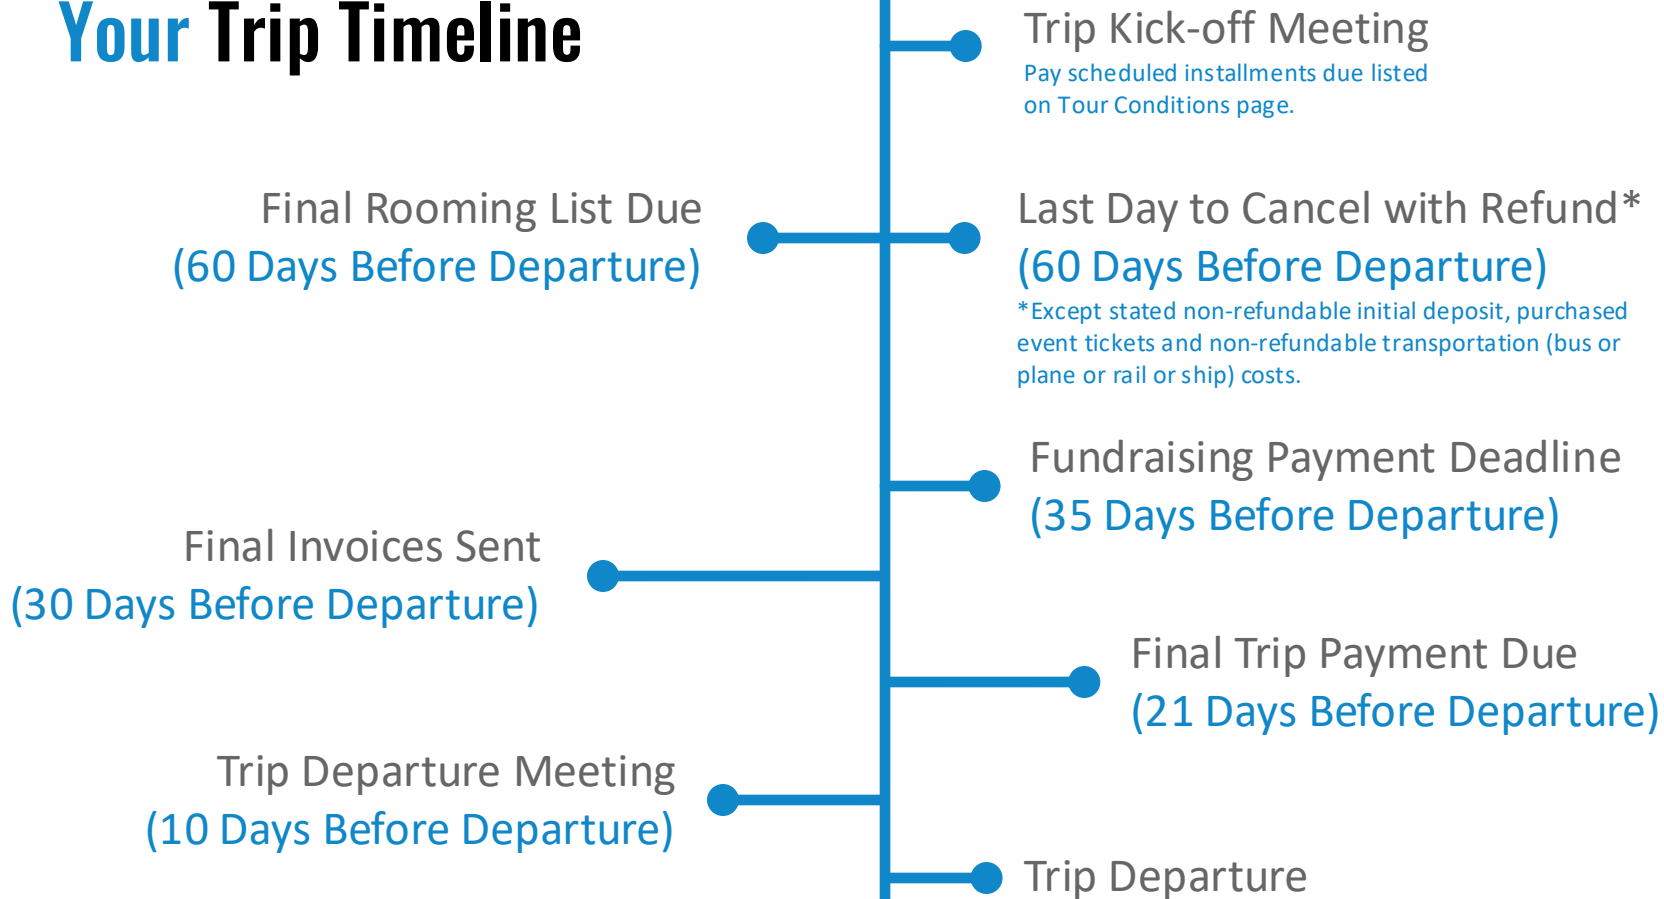 Your Trip Timeline
Trip Kick-off Meeting
Pay scheduled installments due listed
on Tour Conditions page.
Final Rooming List Due
(60 Days Before Departure)
Last Day to Cancel with Refund*
(60 Days Before Departure)
*Except stated non-refundable initial deposit, purchased
event tickets and non-refundable transportation (bus or
plane or rail or ship) costs.
Fundraising Payment Deadline
(35 Days Before Departure)
Final Invoices Sent
(30 Days Before Departure)
Final Trip Payment Due
(21 Days Before Departure)
Trip Departure Meeting
(10 Days Before Departure)
Trip Departure